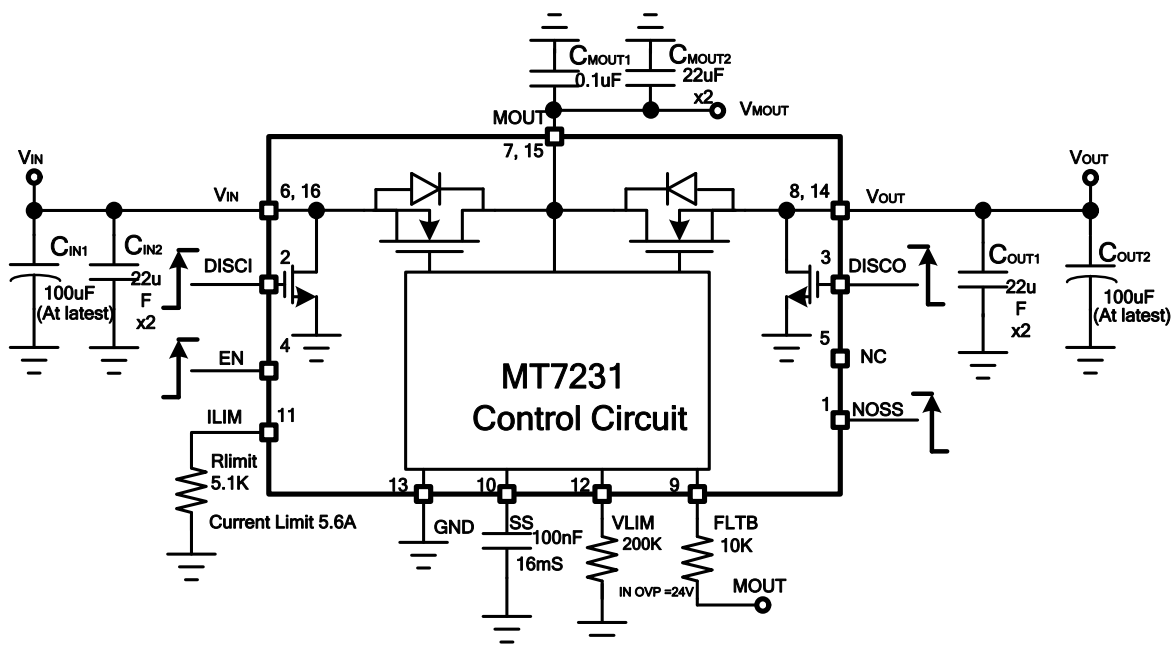 CMOUT1
0.1uF
CMOUT2
22uF
x2
VMOUT
MOUT
7, 15
VIN
VIN
6, 16
8, 14
VOUT
VOUT
CIN1
100uF
(At latest)
CIN2
22u
F
x2
DISCI
2
3
DISCO
COUT1
22u
F
x2
COUT2
100uF
(At latest)
EN
4
5
NC
MT7231
Control Circuit
ILIM
11
1
NOSS
Rlimit
5.1K
Current Limit 5.6A
13
GND
10
SS
100nF
16mS
12
VLIM
200K
IN OVP =24V
9
FLTB
10K
MOUT